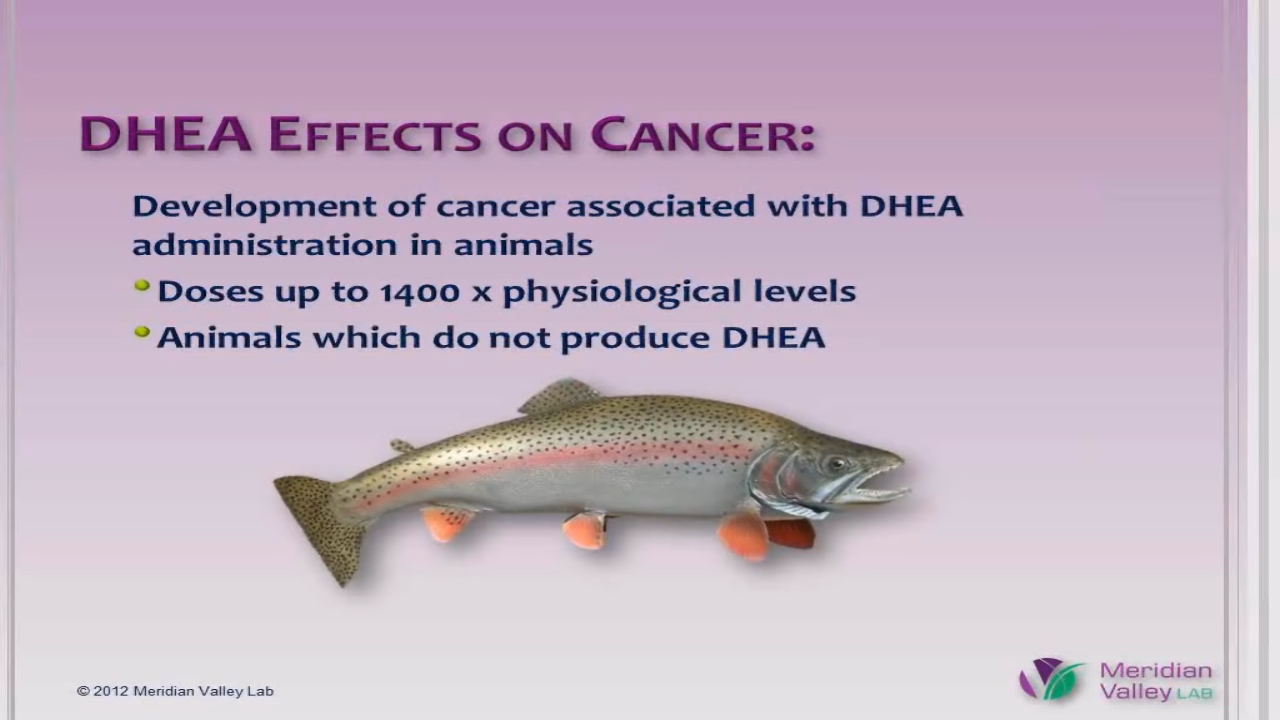 DHEA EFFECTS ON CANCER:
Development of cancer associated with DHEA
administration in animals
• Doses up to 1400 x physiological levels
• Animals which do not produce DHEA
© 2012 Meridian Valley Lab
Meridian
Valley LAB